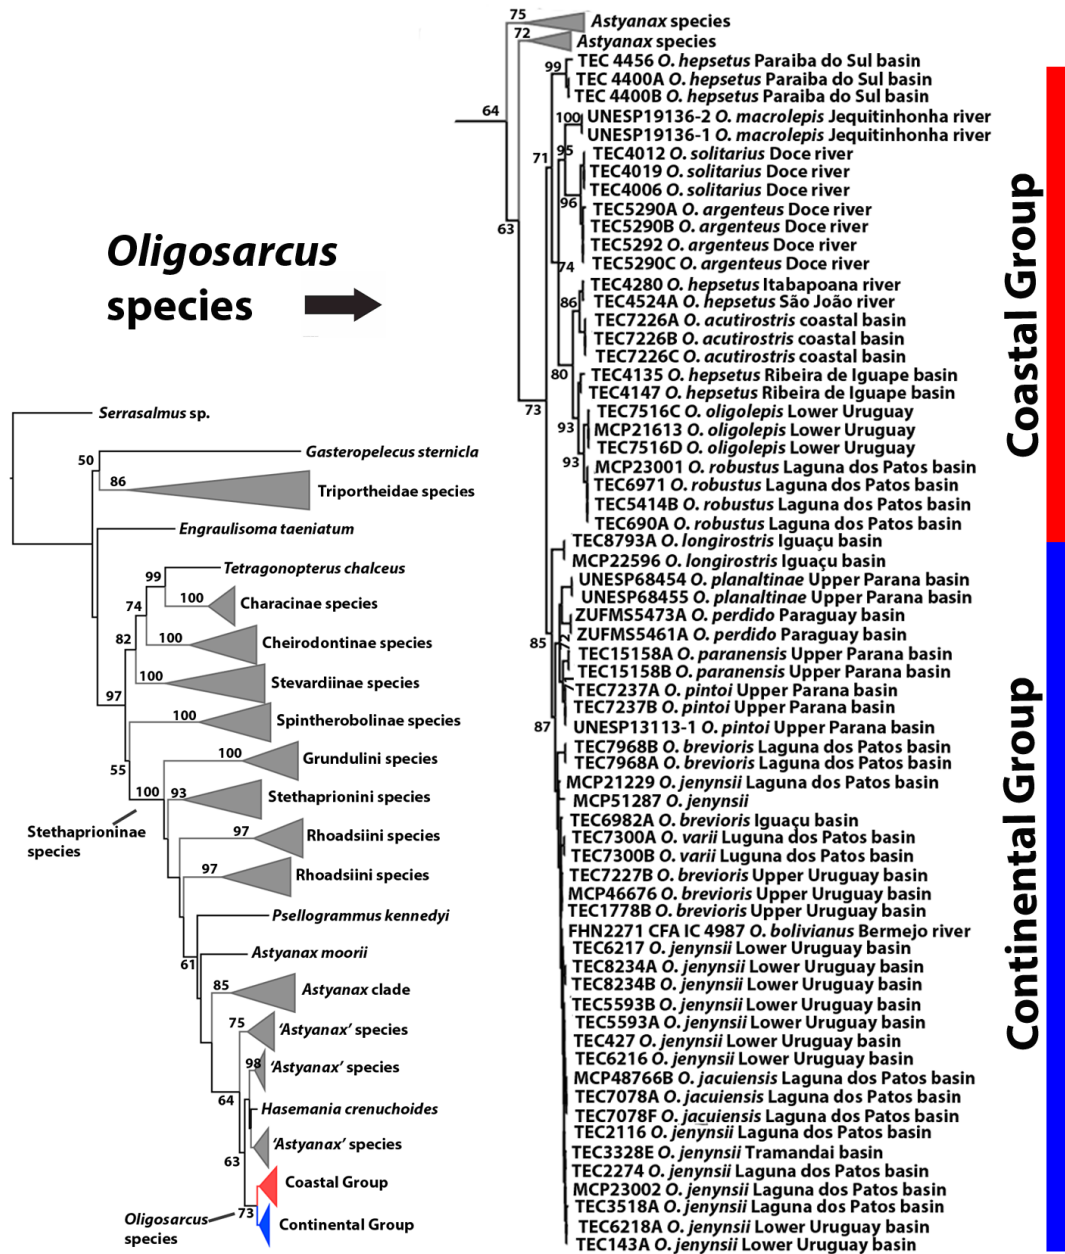 Oligosarcus
species
Serrasalmus sp.
Gasteropelecus sternicla
50
86
Triportheidae species
Engraulisoma taeniatum
Tetragonopterus chalceus
99
100
Characinae species
74
82
100
Cheirodontinae species
100
Stevardiinae species
97
100
Spintherobolinae species
55
100
Grundulini species
100
93
Stethaprionini species
Stethaprioninae
species
97
Rhoadsiini species
97
Rhoadsiini species
Psellogrammus kennedyi
61
Astyanax moorii
85
Astyanax clade
75
'Astyanax' species
98
'Astyanax' species
64
Hasemania crenuchoides
'Astyanax' species
63
Coastal Group
73
Oligosarcus
species
Continental Group
75
Astyanax species
72
Astyanax species
64
63
73
71
99
100
95
96
74
86
80
93
93
85
72
71
87
TEC 4456 O. hepsetus Paraiba do Sul basin
TEC 4400A O. hepsetus Paraiba do Sul basin
TEC 4400B O. hepsetus Paraiba do Sul basin
UNESP19136-2 O. macrolepis Jequitinhonha river
UNESP19136-1 O. macrolepis Jequitinhonha river
TEC4012 O. solitarius Doce river
TEC4019 O. solitarius Doce river
TEC4006 O. solitarius Doce river
TEC5290A O. argenteus Doce river
TEC5290B O. argenteus Doce river
TEC5292 O. argenteus Doce river
TEC5290C O. argenteus Doce river
TEC4280 O. hepsetus Itabapoana river
TEC4524A O. hepsetus São João river
TEC7226A O. acutirostris coastal basin
TEC7226B O. acutirostris coastal basin
TEC7226C O. acutirostris coastal basin
TEC4135 O. hepsetus Ribeira de Iguape basin
TEC4147 O. hepsetus Ribeira de Iguape basin
TEC7516C O. oligolepis Lower Uruguay
MCP21613 O. oligolepis Lower Uruguay
TEC7516D O. oligolepis Lower Uruguay
MCP23001 O. robustus Laguna dos Patos basin
TEC6971 O. robustus Laguna dos Patos basin
TEC5414B O. robustus Laguna dos Patos basin
TEC690A O. robustus Laguna dos Patos basin
TEC8793A O. longirostris Iguaçu basin
MCP22596 O. longirostris Iguaçu basin
UNESP68454 O. planaltinae Upper Parana basin
UNESP68455 O. planaltinae Upper Parana basin
ZUFMS5473A O. perdido Paraguay basin
ZUFMS5461A O. perdido Paraguay basin
TEC15158A O. paranensis Upper Parana basin
TEC15158B O. paranensis Upper Parana basin
TEC7237A O. pintoi Upper Parana basin
TEC7237B O. pintoi Upper Parana basin
UNESP13113-1 O. pintoi Upper Parana basin
TEC7968B O. brevioris Laguna dos Patos basin
TEC7968A O. brevioris Laguna dos Patos basin
MCP21229 O. jenynsii Laguna dos Patos basin
MCP51287 O. jenynsii
TEC6982A O. brevioris Iguaçu basin
TEC7300A O. varii Luguna dos Patos basin
TEC7300B O. varii Luguna dos Patos basin
TEC7227B O. brevioris Upper Uruguay basin
MCP46676 O. brevioris Upper Uruguay basin
TEC1778B O. brevioris Upper Uruguay basin
FHN2271 CFA IC 4987 O. bolivianus Bermejo river
TEC6217 O. jenynsii Lower Uruguay basin
TEC8234A O. jenynsii Lower Uruguay basin
TEC8234B O. jenynsii Lower Uruguay basin
TEC5593B O. jenynsii Lower Uruguay basin
TEC5593A O. jenynsii Lower Uruguay basin
TEC427 O. jenynsii Lower Uruguay basin
TEC6216 O. jenynsii Lower Uruguay basin
MCP48766B O. jacuiensis Laguna dos Patos basin
TEC7078A O. jacuiensis Laguna dos Patos basin
TEC7078F O. jacuiensis Laguna dos Patos basin
TEC2116 O. jenynsii Laguna dos Patos basin
TEC3328E O. jenynsii Tramandai basin
TEC2274 O. jenynsii Laguna dos Patos basin
MCP23002 O. jenynsii Laguna dos Patos basin
TEC3518A O. jenynsii Laguna dos Patos basin
TEC6218A O. jenynsii Lower Uruguay basin
TEC143A O. jenynsii Lower Uruguay basin
Coastal Group
Continental Group